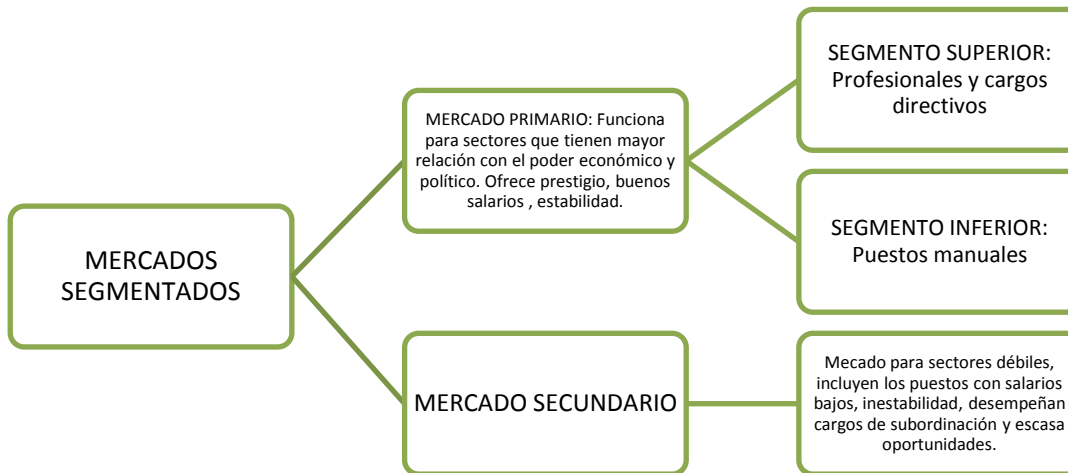 MERCADOS
SEGMENTADOS
MERCADO PRIMARIO: Funciona
para sectores que tienen mayor
relación con el poder económico y
político. Ofrece prestigio, buenos
salarios , estabilidad.
SEGMENTO SUPERIOR:
Profesionales y cargos
directivos
SEGMENTO INFERIOR:
Puestos manuales
MERCADO SECUNDARIO
Mecado para sectores débiles,
incluyen los puestos con salarios
bajos, inestabilidad, desempeñan
cargos de subordinación y escasa
oportunidades.